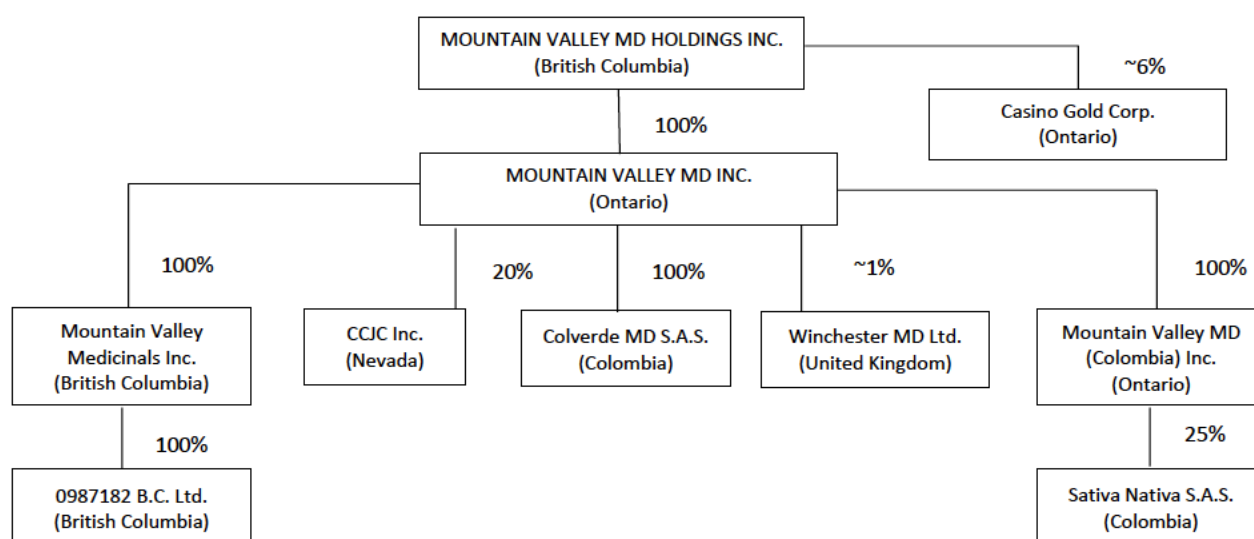 MOUNTAIN VALLEY MD HOLDINGS INC.
(British Columbia)
~6%
Casino Gold Corp.
(Ontario)
100%
MOUNTAIN VALLEY MD INC.
(Ontario)
100%
20%
100%
~1%
100%
Mountain Valley
Medicinals Inc.
(British Columbia)
CCJC Inc.
(Nevada)
Colverde MD S.A.S.
(Colombia)
Winchester MD Ltd.
(United Kingdom)
Mountain Valley MD
(Colombia) Inc.
(Ontario)
100%
25%
0987182 B.C. Ltd.
(British Columbia)
Sativa Nativa S.A.S.
(Colombia)